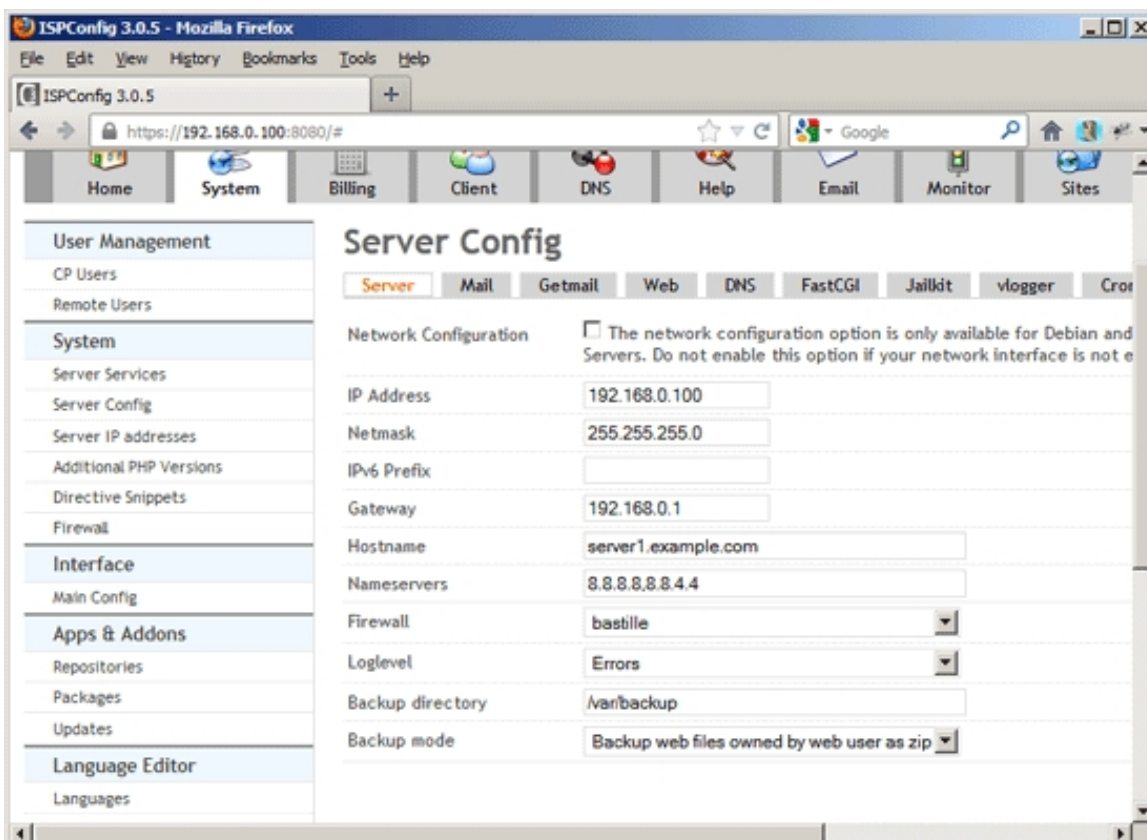 ISPConfig 3.0.5 - Mozilla Firefox
File Edit View History Bookmarks Tools Help
ISPConfig 3.0.5
https://192.168.0.100:8080/#
Google
Home System Billing Client DNS Help Email Monitor Sites
User Management
CP Users
Remote Users
System
Server Services
Server Config
Server IP addresses
Additional PHP Versions
Directive Snippets
Firewall
Interface
Main Config
Apps & Addons
Repositories
Packages
Updates
Language Editor
Languages
Server Config
Server Mail Getmail Web DNS FastCGI Jailkit vlogger Cron
Network Configuration
The network configuration option is only available for Debian and
Servers. Do not enable this option if your network interface is not e
IP Address 192.168.0.100
Netmask 255.255.255.0
IPv6 Prefix
Gateway 192.168.0.1
Hostname server1.example.com
Nameservers 8.8.8.8,8.8.4.4
Firewall bastille
Loglevel Errors
Backup directory /var/backup
Backup mode Backup web files owned by web user as zip